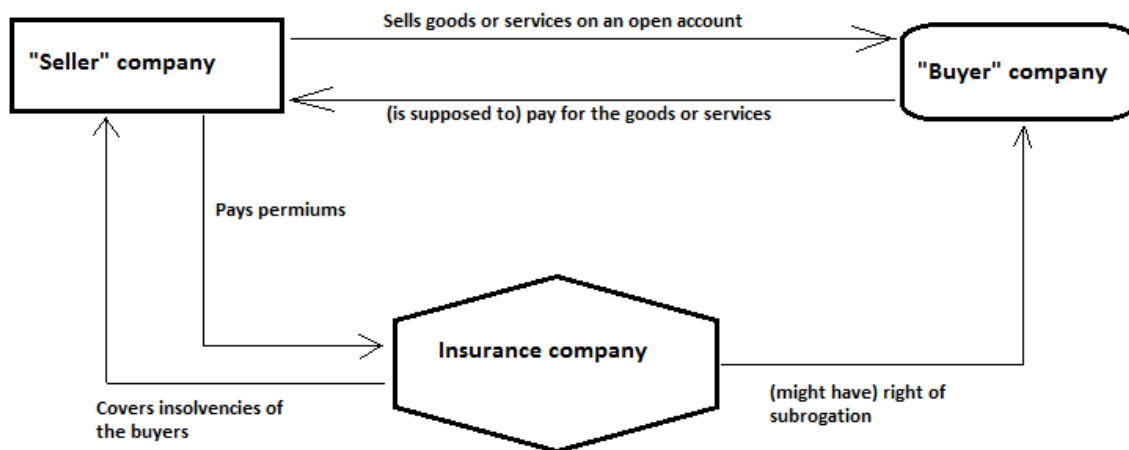 Sells goods or services on an open account
"Seller" company
"Buyer" company
(is supposed to) pay for the goods or services
Pays permiums
Insurance company
Covers insolvencies of
the buyers
(might have) right of
subrogation